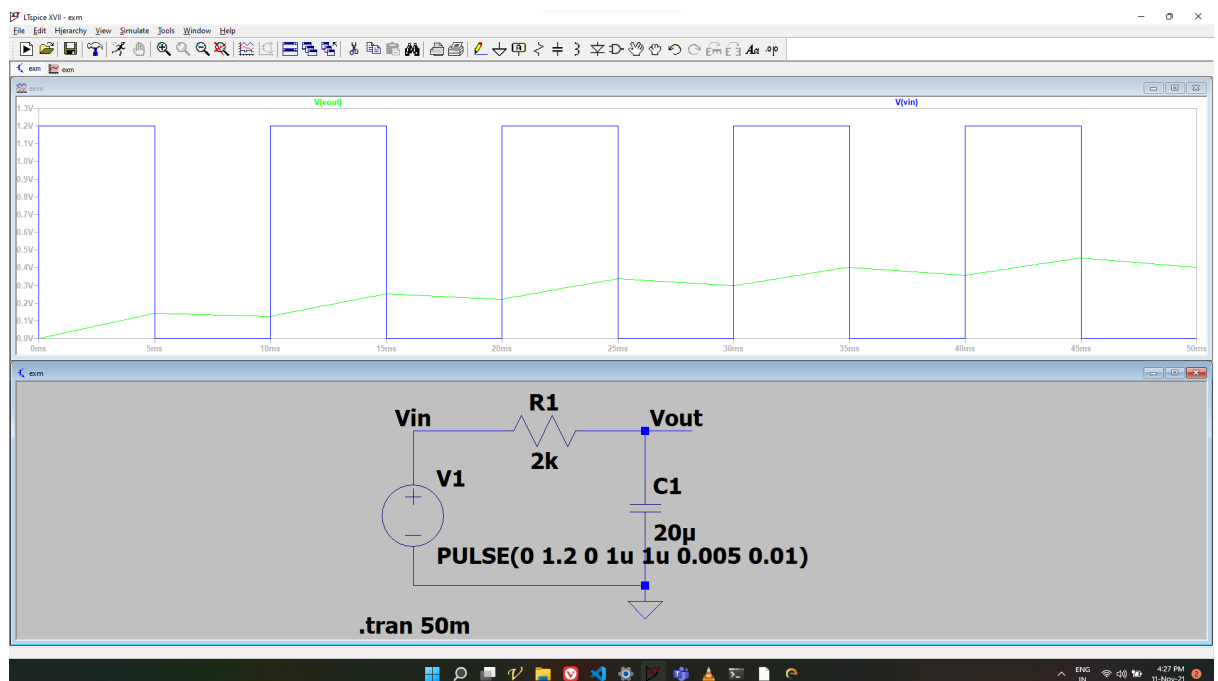 LTspice XVII - exm
File Edit Hierarchy View Simulate Tools Window Help
exm exm
exm
V(vout) V(vin)
1.3V
1.2V
1.1V
1.0V
0.9V
0.8V
0.7V
0.6V
0.5V
0.4V
0.3V
0.2V
0.1V
0.0V
0ms 5ms 10ms 15ms 20ms 25ms 30ms 35ms 40ms 45ms 50ms
exm
R1
Vin Vout
2k
V1
C1
20µ
PULSE(0 1.2 0 1u 1u 0.005 0.01)
.tran 50m
ENG
IN
4:27 PM
11-Nov-21